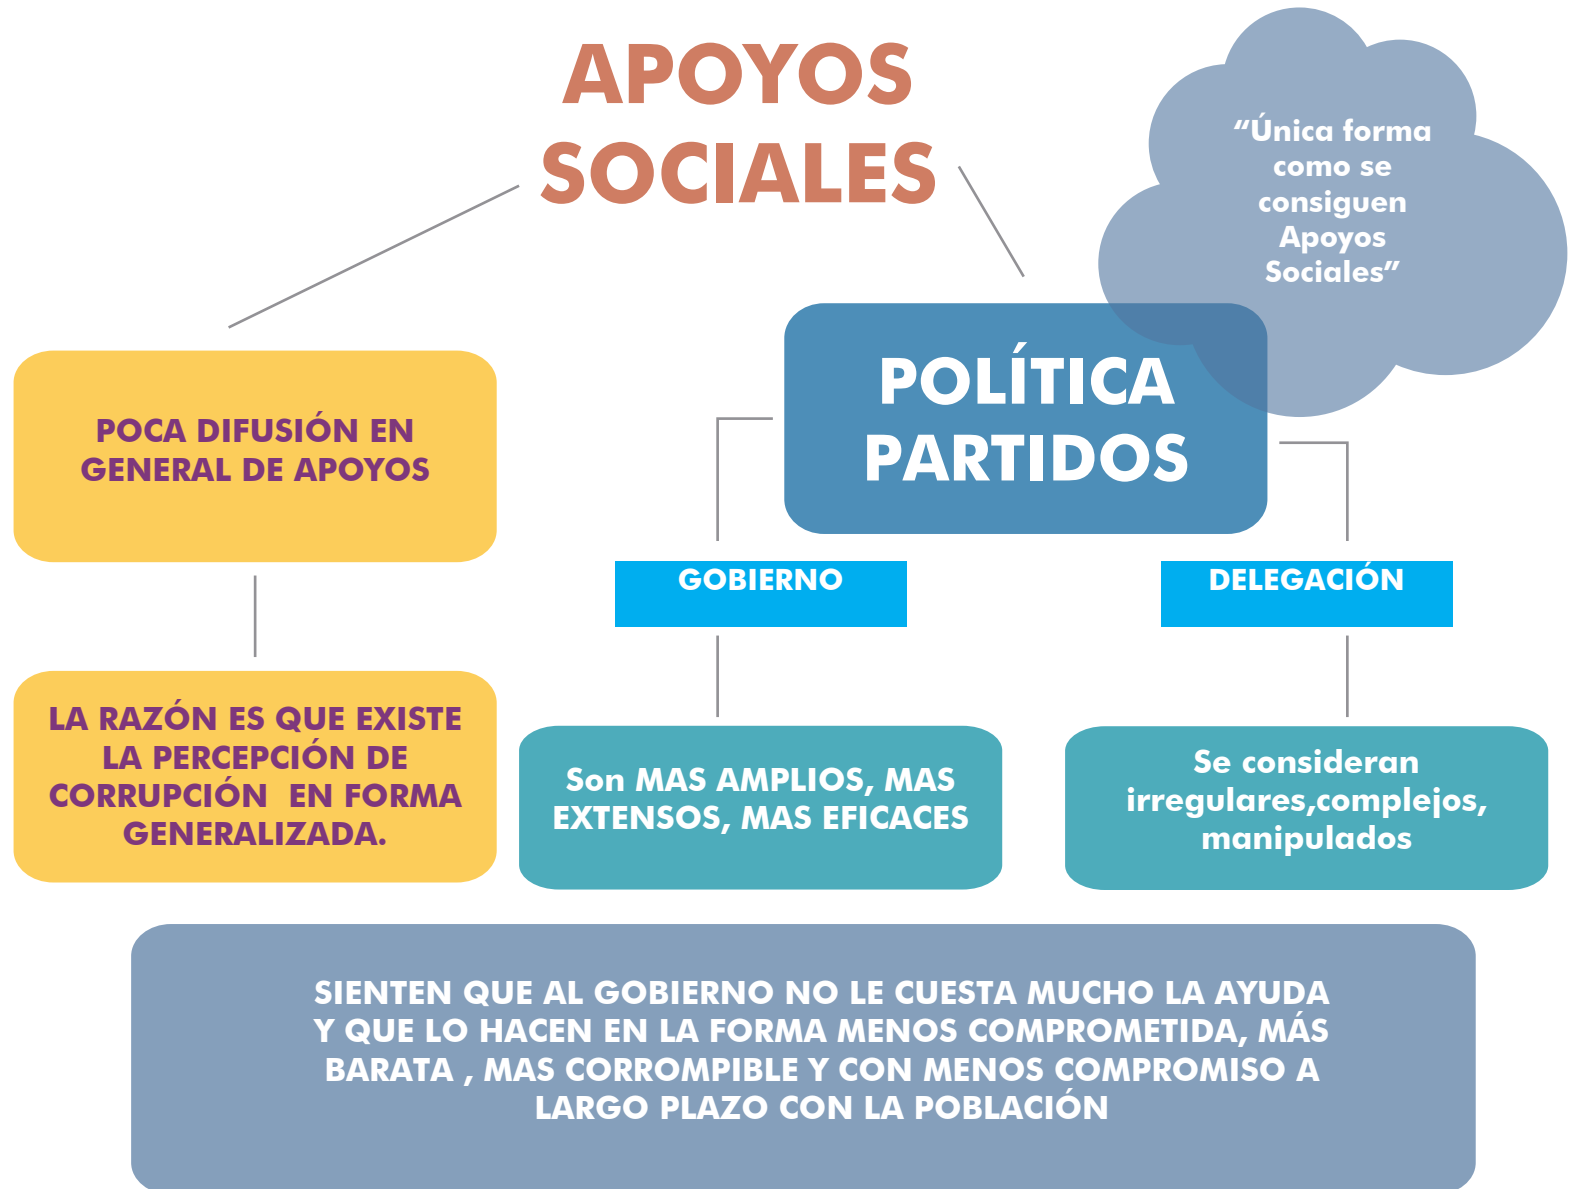 APOYOS
SOCIALES
“Única forma
como se
consiguen
Apoyos
Sociales”
POLÍTICA
PARTIDOS
POCA DIFUSIÓN EN
GENERAL DE APOYOS
GOBIERNO
DELEGACIÓN
LA RAZÓN ES QUE EXISTE
LA PERCEPCIÓN DE
CORRUPCIÓN  EN FORMA
GENERALIZADA.
Son MAS AMPLIOS, MAS
EXTENSOS, MAS EFICACES
Se consideran
irregulares,complejos,
manipulados
SIENTEN QUE AL GOBIERNO NO LE CUESTA MUCHO LA AYUDA
Y QUE LO HACEN EN LA FORMA MENOS COMPROMETIDA, MÁS
BARATA , MAS CORROMPIBLE Y CON MENOS COMPROMISO A
LARGO PLAZO CON LA POBLACIÓN